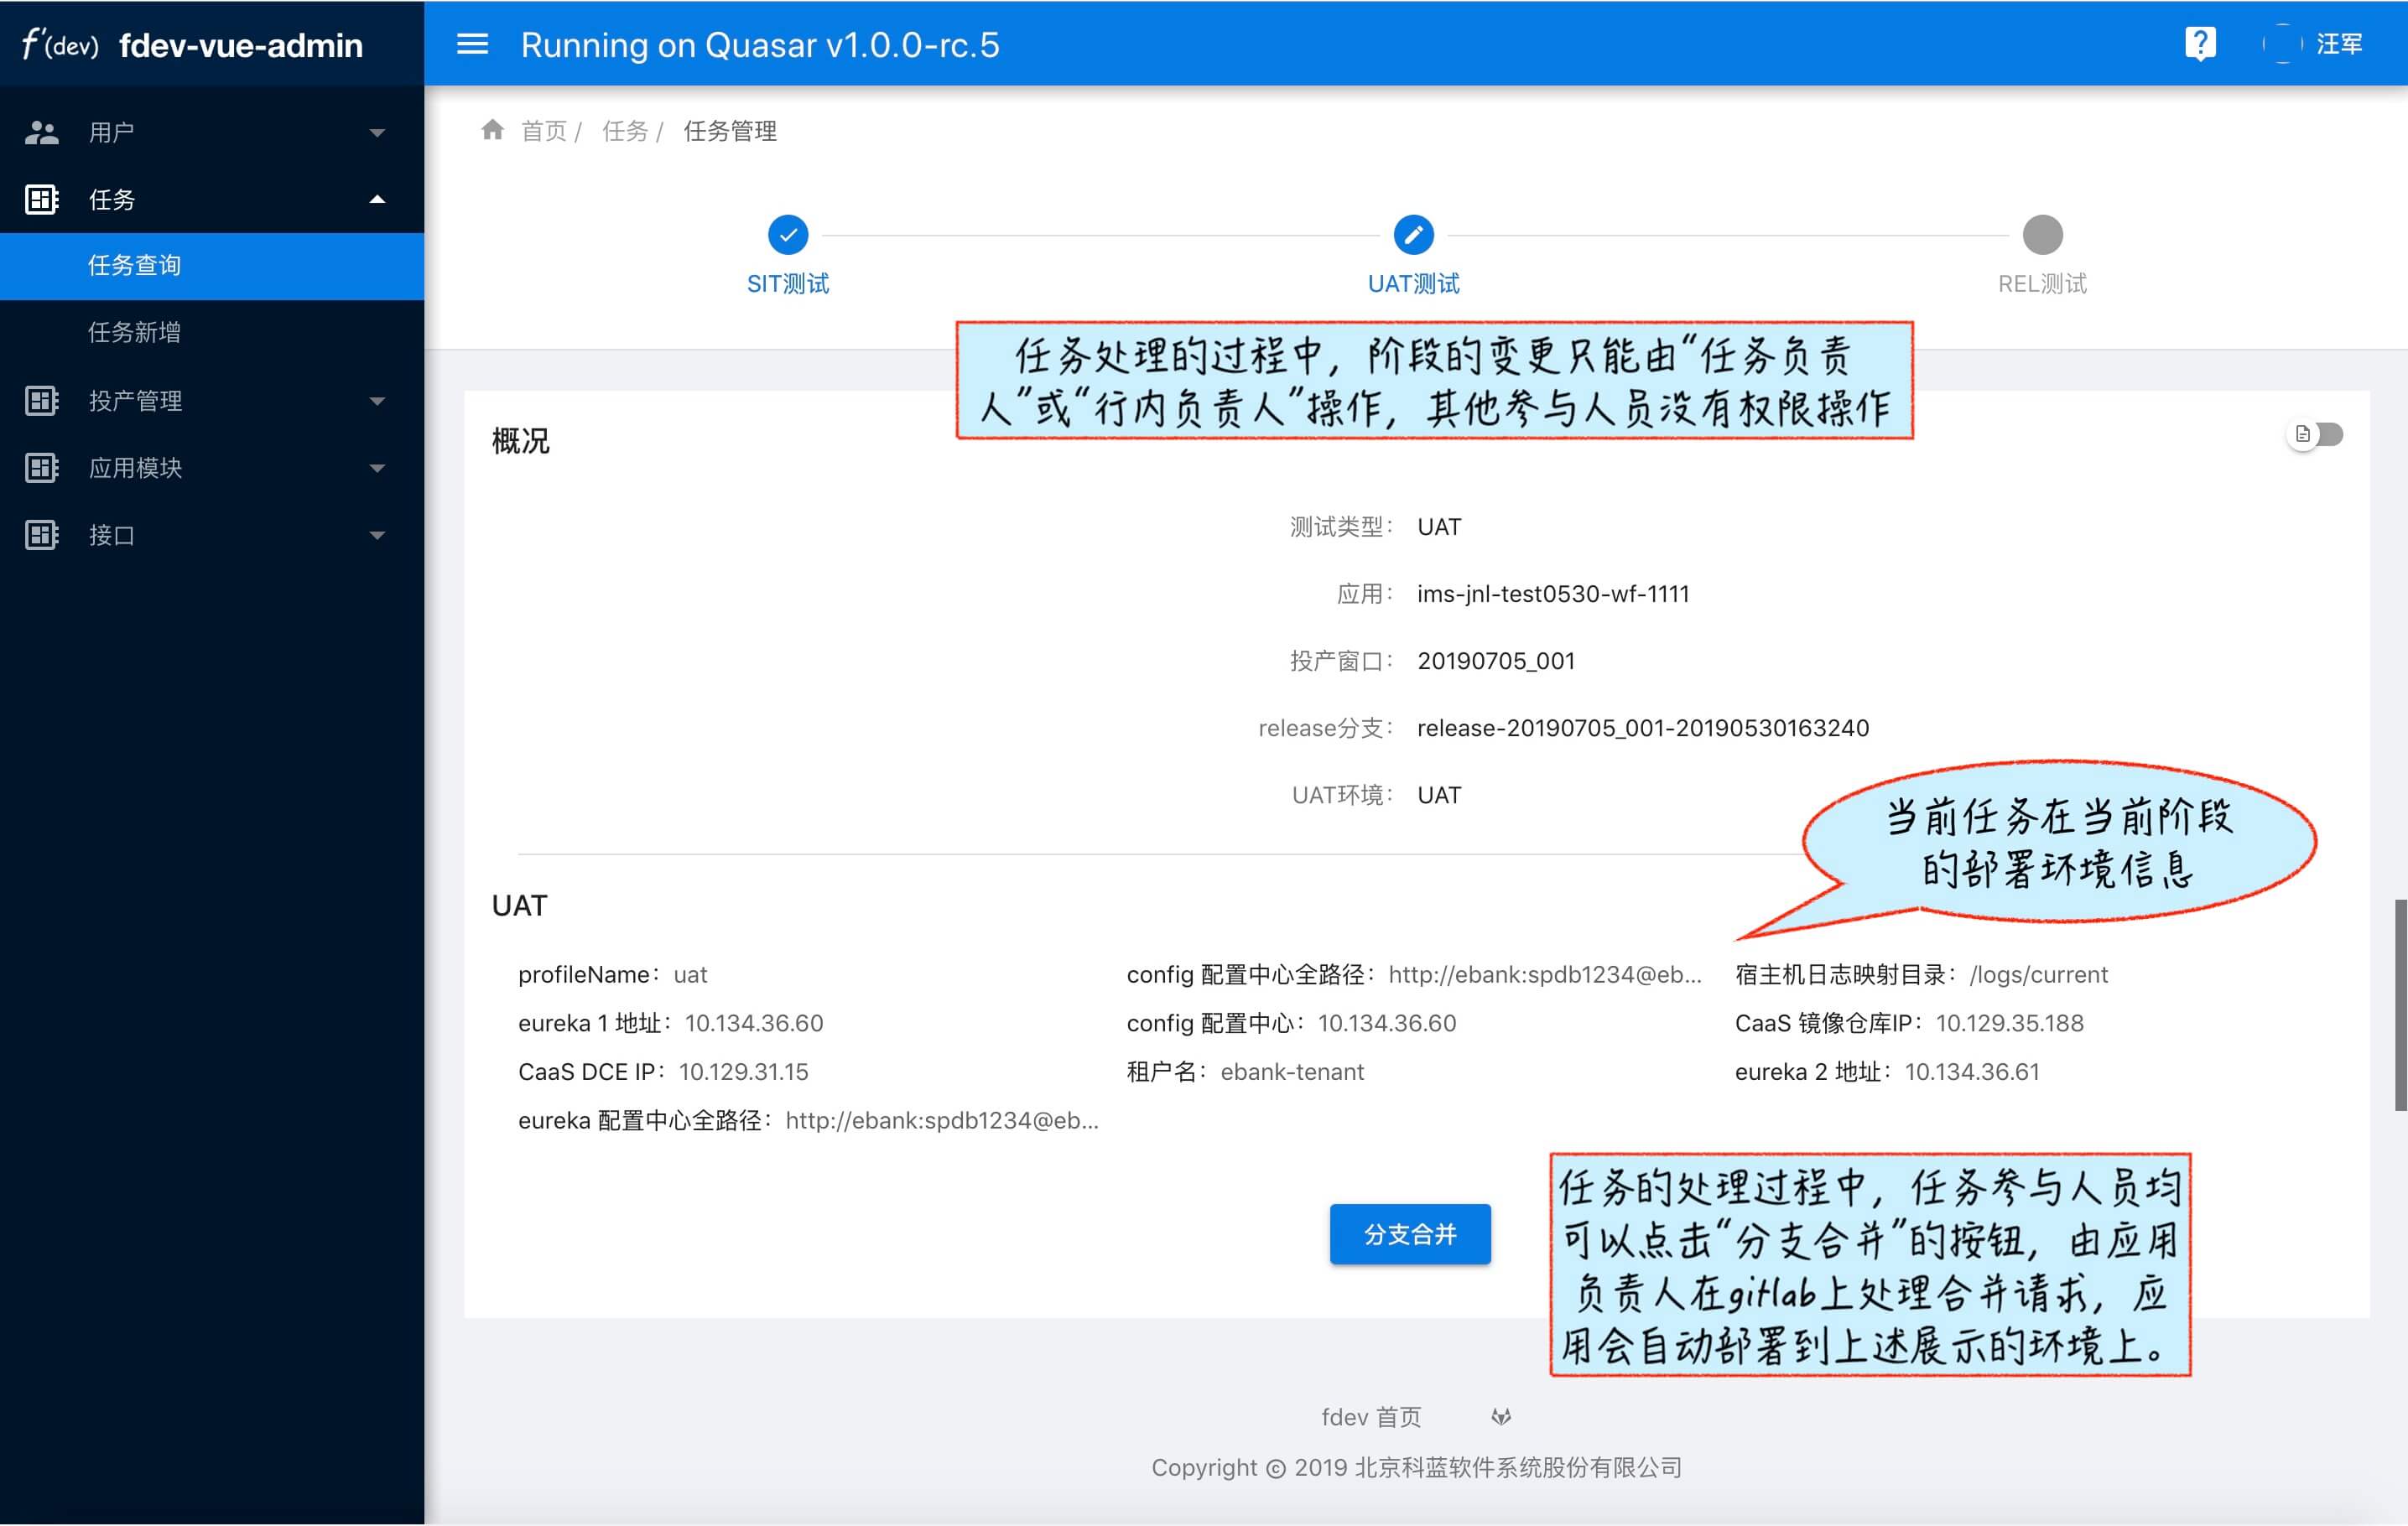 f'(dev) fdev-vue-admin
Running on Quasar v1.0.0-rc.5
汪军
用户
任务
任务查询
任务新增
投产管理
应用模块
接口
首页 / 任务 / 任务管理
SIT测试
UAT测试
REL测试
任务处理的过程中，阶段的变更只能由“任务负责
人”或“行内负责人”操作，其他参与人员没有权限操作
概况
测试类型： UAT
应用： ims-jnl-test0530-wf-1111
投产窗口： 20190705_001
release分支： release-20190705_001-20190530163240
UAT环境： UAT
当前任务在当前阶段
的部署环境信息
UAT
profileName：uat
config 配置中心全路径：http://ebank:spdb1234@eb...
宿主机日志映射目录：/logs/current
eureka 1 地址：10.134.36.60
config 配置中心：10.134.36.60
CaaS 镜像仓库IP：10.129.35.188
CaaS DCE IP：10.129.31.15
租户名：ebank-tenant
eureka 2 地址：10.134.36.61
eureka 配置中心全路径：http://ebank:spdb1234@eb...
分支合并
任务的处理过程中，任务参与人员均
可以点击“分支合并”的按钮，由应用
负责人在gitlab上处理合并请求，应
用会自动部署到上述展示的环境上。
fdev 首页
Copyright © 2019 北京科蓝软件系统股份有限公司